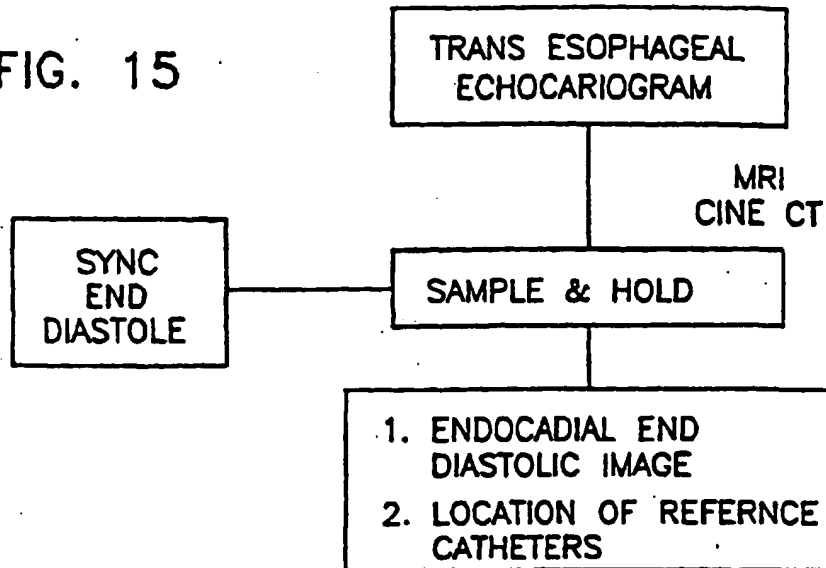 FIG. 15
TRANS ESOPHAGEAL
ECHOCARIOGRAM
MRI
CINE CT
SYNC
END
DIASTOLE
SAMPLE & HOLD
1. ENDOCADIAL END
DIASTOLIC IMAGE
2. LOCATION OF REFERNCE
CATHETERS